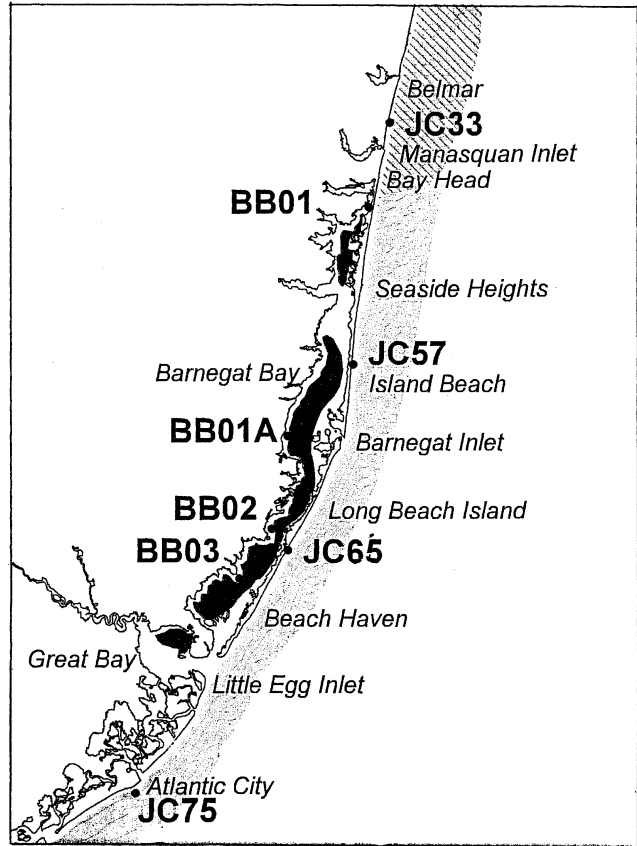 Belmar
JC33
Manasquan Inlet
Bay Head
BB01
Seaside Heights
JC57
Barnegat Bay
Island Beach
BB01A
Barnegat Inlet
BB02
Long Beach Island
BB03
JC65
Beach Haven
Great Bay
Little Egg Inlet
Atlantic City
JC75